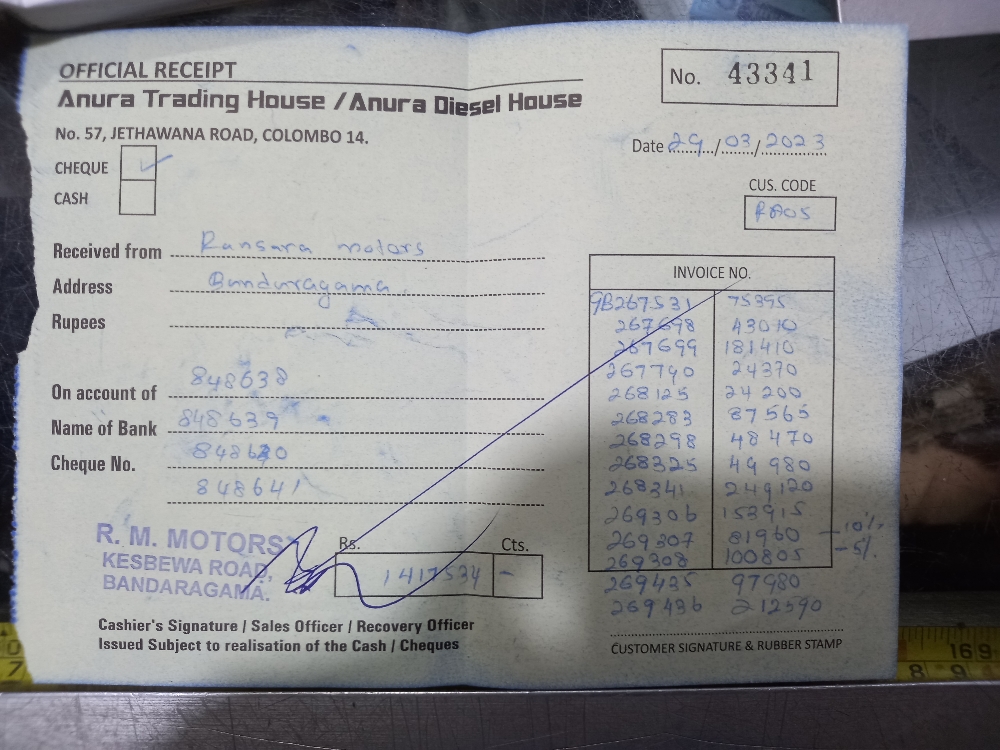 OFFICIAL RECEIPT
No. 43341
Anura Trading House / Anura Diesel House
No. 57, JETHAWANA ROAD, COLOMBO 14.
Date 29/03/2023
CHEQUE ✓
CASH
CUS. CODE
RA05
Received from Ransara motors
Address Bandaragama.
Rupees
On account of 848638
Name of Bank 848639
Cheque No. 848640
848641
INVOICE NO.
9B267531 75395
267698 43010
267699 181410
267790 24370
268125 24200
268283 87565
268298 48470
268325 49980
268341 249120
269306 153915
269307 81960 - 10%
269308 100805 - 5%
269435 97980
269436 212590
R. M. MOTORS
KESBEWA ROAD,
BANDARAGAMA.
Rs. Cts.
1417534 -
Cashier's Signature / Sales Officer / Recovery Officer
Issued Subject to realisation of the Cash / Cheques
CUSTOMER SIGNATURE & RUBBER STAMP